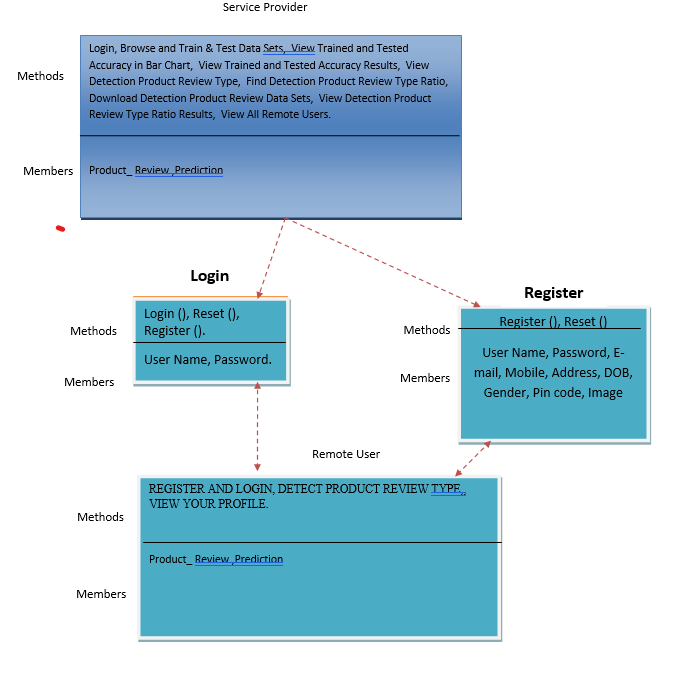 Service Provider
Methods
Login, Browse and Train & Test Data Sets, View Trained and Tested
Accuracy in Bar Chart, View Trained and Tested Accuracy Results, View
Detection Product Review Type, Find Detection Product Review Type Ratio,
Download Detection Product Review Data Sets, View Detection Product
Review Type Ratio Results, View All Remote Users.
Members
Product_ Review ,Prediction
Login
Methods
Login (), Reset (),
Register ().
Members
User Name, Password.
Register
Methods
Register (), Reset ()
Members
User Name, Password, E-
mail, Mobile, Address, DOB,
Gender, Pin code, Image
Remote User
Methods
REGISTER AND LOGIN, DETECT PRODUCT REVIEW TYPE,,
VIEW YOUR PROFILE.
Members
Product_ Review ,Prediction